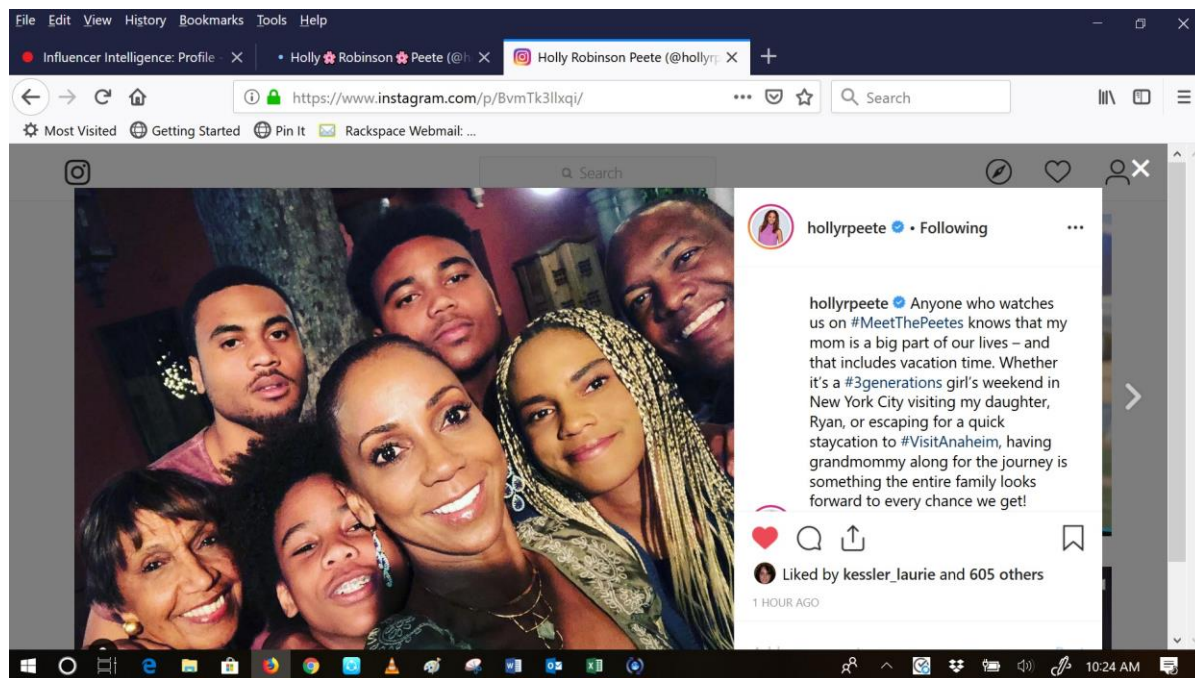 File Edit View History Bookmarks Tools Help
Influencer Intelligence: Profile -
Holly 🌸 Robinson 🌸 Peete (@h
Holly Robinson Peete (@hollyrp
https://www.instagram.com/p/BvmTk3llxqi/
Search
Most Visited Getting Started Pin It Rackspace Webmail: ...
Search
hollyrpeete • Following
hollyrpeete Anyone who watches
us on #MeetThePeetes knows that my
mom is a big part of our lives – and
that includes vacation time. Whether
it's a #3generations girl's weekend in
New York City visiting my daughter,
Ryan, or escaping for a quick
staycation to #VisitAnaheim, having
grandmommy along for the journey is
something the entire family looks
forward to every chance we get!
Liked by kessler_laurie and 605 others
1 HOUR AGO
10:24 AM